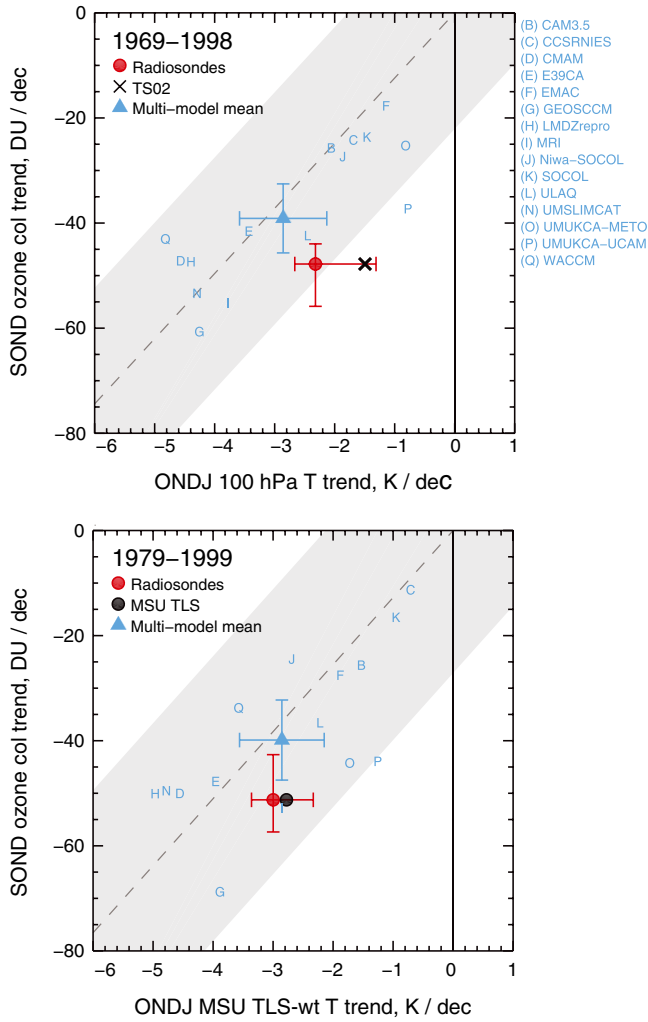 1969−1998
Radiosondes
TS02
Multi−model mean
0
−20
−40
−60
−80
SOND ozone col trend, DU / dec
Q
D
H
N
I
G
E
L
B
J
C
K
F
O
P
−6
−5
−4
−3
−2
−1
0
1
ONDJ 100 hPa T trend, K / dec
(B) CAM3.5
(C) CCSRNIES
(D) CMAM
(E) E39CA
(F) EMAC
(G) GEOSCCM
(H) LMDZrepro
(I) MRI
(J) Niwa−SOCOL
(K) SOCOL
(L) ULAQ
(N) UMSLIMCAT
(O) UMUKCA−METO
(P) UMUKCA−UCAM
(Q) WACCM
1979−1999
Radiosondes
MSU TLS
Multi−model mean
0
−20
−40
−60
−80
SOND ozone col trend, DU / dec
C
K
J
B
F
Q
L
O
P
E
H
N
D
I
G
−6
−5
−4
−3
−2
−1
0
1
ONDJ MSU TLS-wt T trend, K / dec